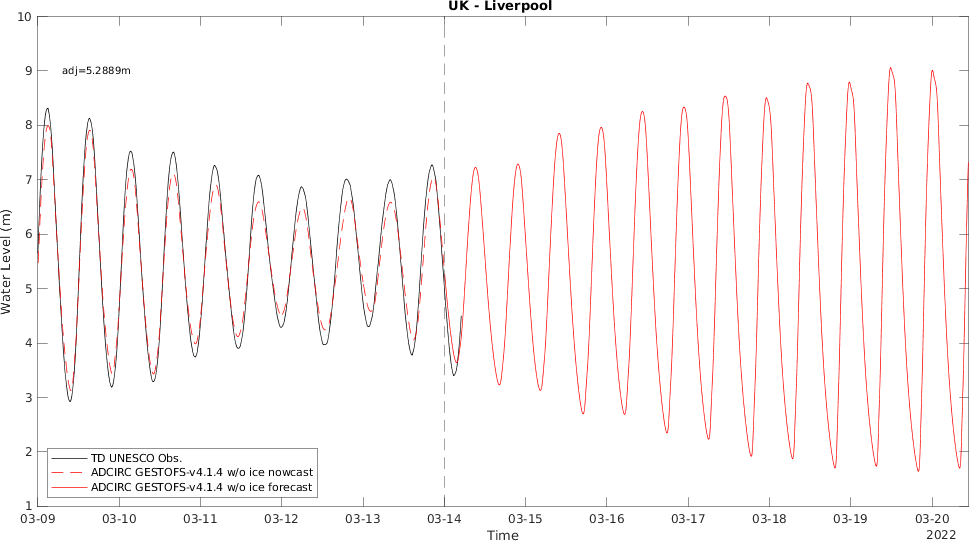 UK - Liverpool
adj=5.2889m
Water Level (m)
10
9
8
7
6
5
4
3
2
1
TD UNESCO Obs.
ADCIRC GESTOFS-v4.1.4 w/o ice nowcast
ADCIRC GESTOFS-v4.1.4 w/o ice forecast
03-09 03-10 03-11 03-12 03-13 03-14 03-15 03-16 03-17 03-18 03-19 03-20
2022
Time